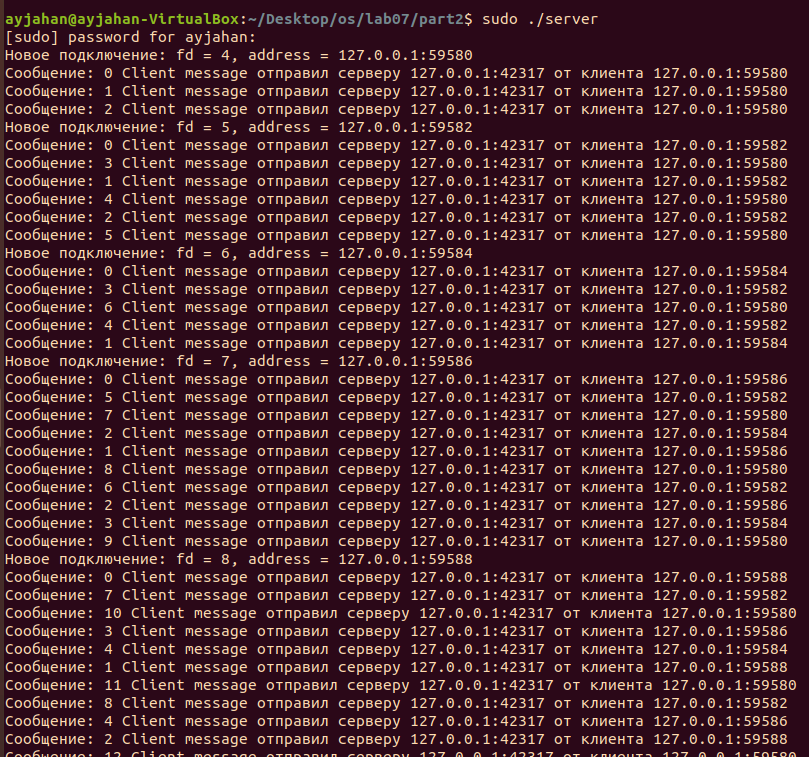 ayjahan@ayjahan-VirtualBox:~/Desktop/os/lab07/part2$ sudo ./server
[sudo] password for ayjahan:
Новое подключение: fd = 4, address = 127.0.0.1:59580
Сообщение: 0 Client message отправил серверу 127.0.0.1:42317 от клиента 127.0.0.1:59580
Сообщение: 1 Client message отправил серверу 127.0.0.1:42317 от клиента 127.0.0.1:59580
Сообщение: 2 Client message отправил серверу 127.0.0.1:42317 от клиента 127.0.0.1:59580
Новое подключение: fd = 5, address = 127.0.0.1:59582
Сообщение: 0 Client message отправил серверу 127.0.0.1:42317 от клиента 127.0.0.1:59582
Сообщение: 3 Client message отправил серверу 127.0.0.1:42317 от клиента 127.0.0.1:59580
Сообщение: 1 Client message отправил серверу 127.0.0.1:42317 от клиента 127.0.0.1:59582
Сообщение: 4 Client message отправил серверу 127.0.0.1:42317 от клиента 127.0.0.1:59580
Сообщение: 2 Client message отправил серверу 127.0.0.1:42317 от клиента 127.0.0.1:59582
Сообщение: 5 Client message отправил серверу 127.0.0.1:42317 от клиента 127.0.0.1:59580
Новое подключение: fd = 6, address = 127.0.0.1:59584
Сообщение: 0 Client message отправил серверу 127.0.0.1:42317 от клиента 127.0.0.1:59584
Сообщение: 3 Client message отправил серверу 127.0.0.1:42317 от клиента 127.0.0.1:59582
Сообщение: 6 Client message отправил серверу 127.0.0.1:42317 от клиента 127.0.0.1:59580
Сообщение: 4 Client message отправил серверу 127.0.0.1:42317 от клиента 127.0.0.1:59582
Сообщение: 1 Client message отправил серверу 127.0.0.1:42317 от клиента 127.0.0.1:59584
Новое подключение: fd = 7, address = 127.0.0.1:59586
Сообщение: 0 Client message отправил серверу 127.0.0.1:42317 от клиента 127.0.0.1:59586
Сообщение: 5 Client message отправил серверу 127.0.0.1:42317 от клиента 127.0.0.1:59582
Сообщение: 7 Client message отправил серверу 127.0.0.1:42317 от клиента 127.0.0.1:59580
Сообщение: 2 Client message отправил серверу 127.0.0.1:42317 от клиента 127.0.0.1:59584
Сообщение: 1 Client message отправил серверу 127.0.0.1:42317 от клиента 127.0.0.1:59586
Сообщение: 8 Client message отправил серверу 127.0.0.1:42317 от клиента 127.0.0.1:59580
Сообщение: 6 Client message отправил серверу 127.0.0.1:42317 от клиента 127.0.0.1:59582
Сообщение: 2 Client message отправил серверу 127.0.0.1:42317 от клиента 127.0.0.1:59586
Сообщение: 3 Client message отправил серверу 127.0.0.1:42317 от клиента 127.0.0.1:59584
Сообщение: 9 Client message отправил серверу 127.0.0.1:42317 от клиента 127.0.0.1:59580
Новое подключение: fd = 8, address = 127.0.0.1:59588
Сообщение: 0 Client message отправил серверу 127.0.0.1:42317 от клиента 127.0.0.1:59588
Сообщение: 7 Client message отправил серверу 127.0.0.1:42317 от клиента 127.0.0.1:59582
Сообщение: 10 Client message отправил серверу 127.0.0.1:42317 от клиента 127.0.0.1:59580
Сообщение: 3 Client message отправил серверу 127.0.0.1:42317 от клиента 127.0.0.1:59586
Сообщение: 4 Client message отправил серверу 127.0.0.1:42317 от клиента 127.0.0.1:59584
Сообщение: 1 Client message отправил серверу 127.0.0.1:42317 от клиента 127.0.0.1:59588
Сообщение: 11 Client message отправил серверу 127.0.0.1:42317 от клиента 127.0.0.1:59580
Сообщение: 8 Client message отправил серверу 127.0.0.1:42317 от клиента 127.0.0.1:59582
Сообщение: 4 Client message отправил серверу 127.0.0.1:42317 от клиента 127.0.0.1:59586
Сообщение: 2 Client message отправил серверу 127.0.0.1:42317 от клиента 127.0.0.1:59588
Сообщение: 12 Client message отправил серверу 127.0.0.1:42317 от клиента 127.0.0.1:59580